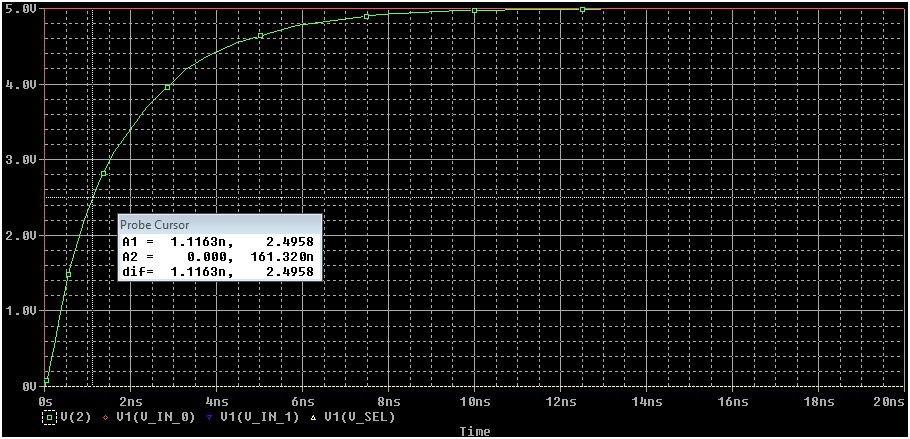 5.0V
4.0V
3.0V
2.0V
1.0V
0V
Probe Cursor
A1 = 1.1163n, 2.4958
A2 = 0.000, 161.320n
dif= 1.1163n, 2.4958
0s 2ns 4ns 6ns 8ns 10ns 12ns 14ns 16ns 18ns 20ns
V(2) V1(V_IN_0) V1(V_IN_1) V1(V_SEL)
Time